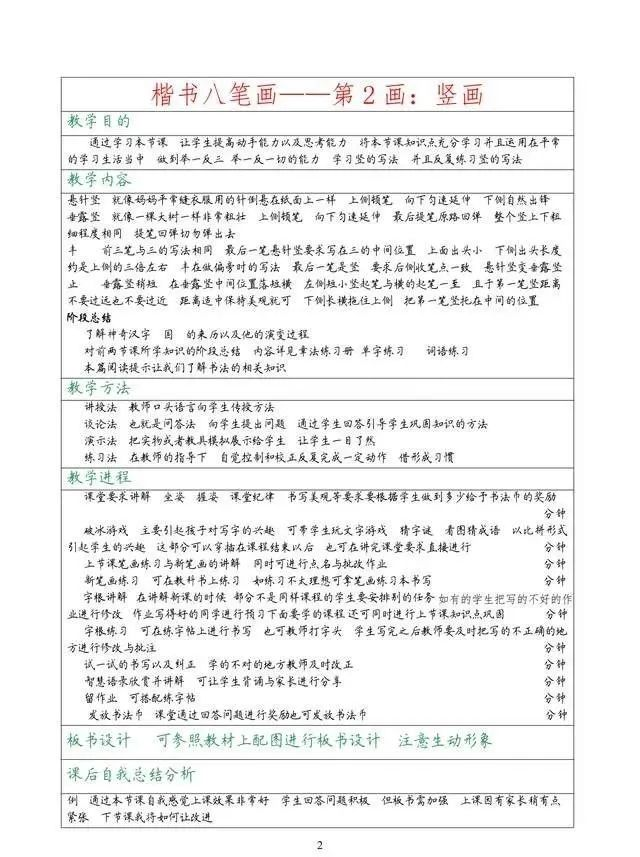 楷书八笔画——第2画：竖画
教学目的
通过学习本节课 让学生提高动手能力以及思考能力 将本节课知识点充分学习并且运用在平常
的学习生活当中 做到举一反三 举一反一切的能力 学习竖的写法 并且反复练习竖的写法
教学内容
悬针竖 就像妈妈平常缝衣服用的针倒悬在纸面上一样 上侧顿笔 向下匀速延伸 下侧自然出锋
垂露竖 就像一棵大树一样非常粗壮 上侧顿笔 向下匀速延伸 最后提笔原路回弹 整个竖上下粗
细程度相同 提笔回弹切勿弹出去
丰 前三笔与三的写法相同 最后一笔悬针竖要求写在三的中间位置 上面出头小 下侧出头长度
约是上侧的三倍左右 丰在做偏旁时的写法 最后一笔是竖 要求后侧收笔点一致 悬针竖变垂露竖
止 垂露竖稍短 在垂露竖中间位置落短横 左侧短小竖起笔与横的起笔一至 且于第一笔竖距离
不要过远也不要过近 距离适中保持美观就可 下侧长横拖住上侧 把第一笔竖托在中间的位置
阶段总结
了解神奇汉字 国 的来历以及他的演变过程
对前两节课所学知识的阶段总结 内容详见章法练习册 单字练习 词语练习
本篇阅读提示让我们了解书法的相关知识
教学方法
讲授法 教师口头语言向学生传授方法
谈论法 也就是问答法 向学生提出问题 通过学生回答引导学生巩固知识的方法
演示法 把实物或者教具模拟展示给学生 让学生一目了然
练习法 在教师的指导下 自觉控制和校正反复完成一定动作 借形成习惯
教学进程
课堂要求讲解 坐姿 握姿 课堂纪律 书写美观等要求要根据学生做到多少给予书法币的奖励
分钟
破冰游戏 主要引起孩子对写字的兴趣 可带学生玩文字游戏 猜字谜 看图猜成语 以比拼形式
引起学生的兴趣 这部分可以穿插在课程结束以后 也可在讲完课堂要求直接进行 分钟
上节课笔画练习与新笔画的讲解 同时可进行点名与批改作业 分钟
新笔画练习 可在教科书上练习 如练习不太理想可拿笔画练习本书写 分钟
字根讲解 在讲解新课的时候 部分不是同样课程的学生要安排别的任务 如有的学生把写的不好的作
业进行修改 作业写得好的同学进行预习下面要学的课程还可同时进行上节课知识点巩固 分钟
字根练习 可在练字帖上进行书写 也可教师打字头 学生写完之后教师要及时把写的不正确的地
方进行修改与批注 分钟
试一试的书写以及纠正 学的不对的地方教师及时改正 分钟
智慧语录欣赏并讲解 可让学生背诵与家长进行分享 分钟
留作业 可搭配练字帖 分钟
发放书法币 课堂通过回答问题进行奖励也可发放书法币 分钟
板书设计 可参照教材上配图进行板书设计 注意生动形象
课后自我总结分析
例 通过本节课自我感觉上课效果非常好 学生回答问题积极 但板书需加强 上课因有家长稍有点
紧张 下节课我将如何让改进
2